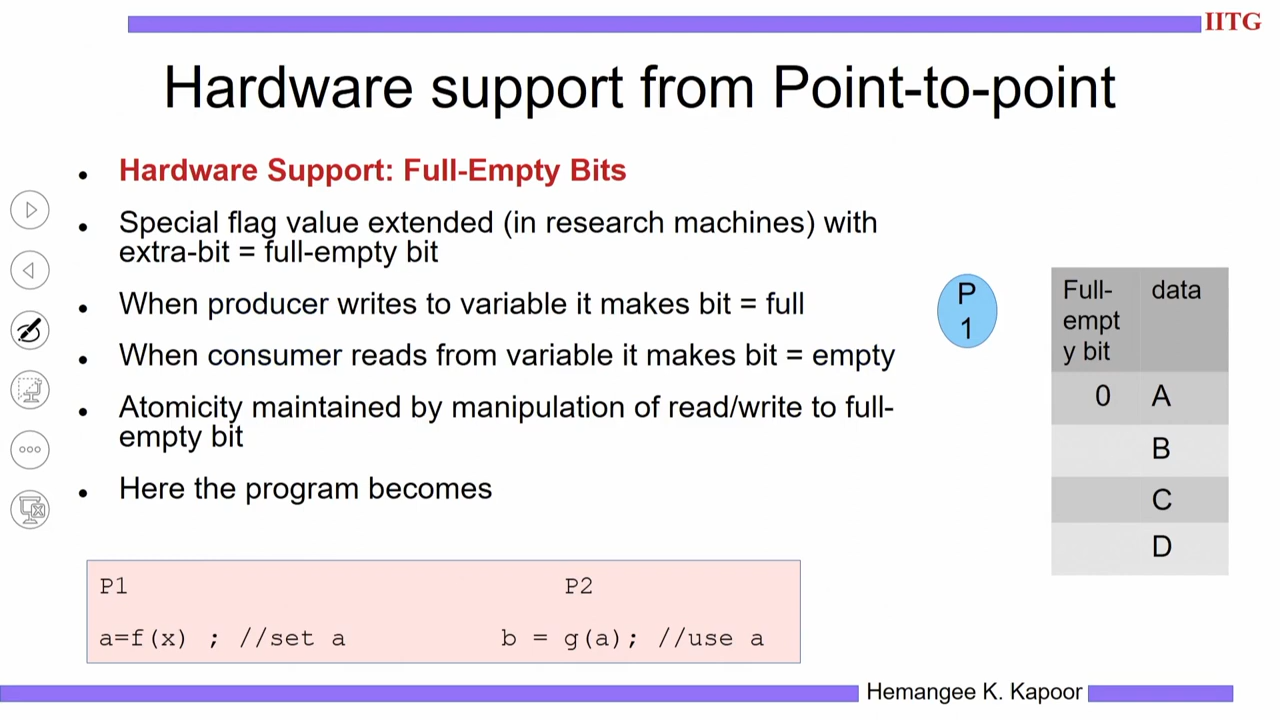 IITG
Hardware support from Point-to-point
Hardware Support: Full-Empty Bits
Special flag value extended (in research machines) with
extra-bit = full-empty bit
When producer writes to variable it makes bit = full
When consumer reads from variable it makes bit = empty
Atomicity maintained by manipulation of read/write to full-
empty bit
Here the program becomes
P1 P2
a=f(x) ; //set a b = g(a); //use a
P
1
Full- data
empt
y bit
0 A
B
C
D
Hemangee K. Kapoor